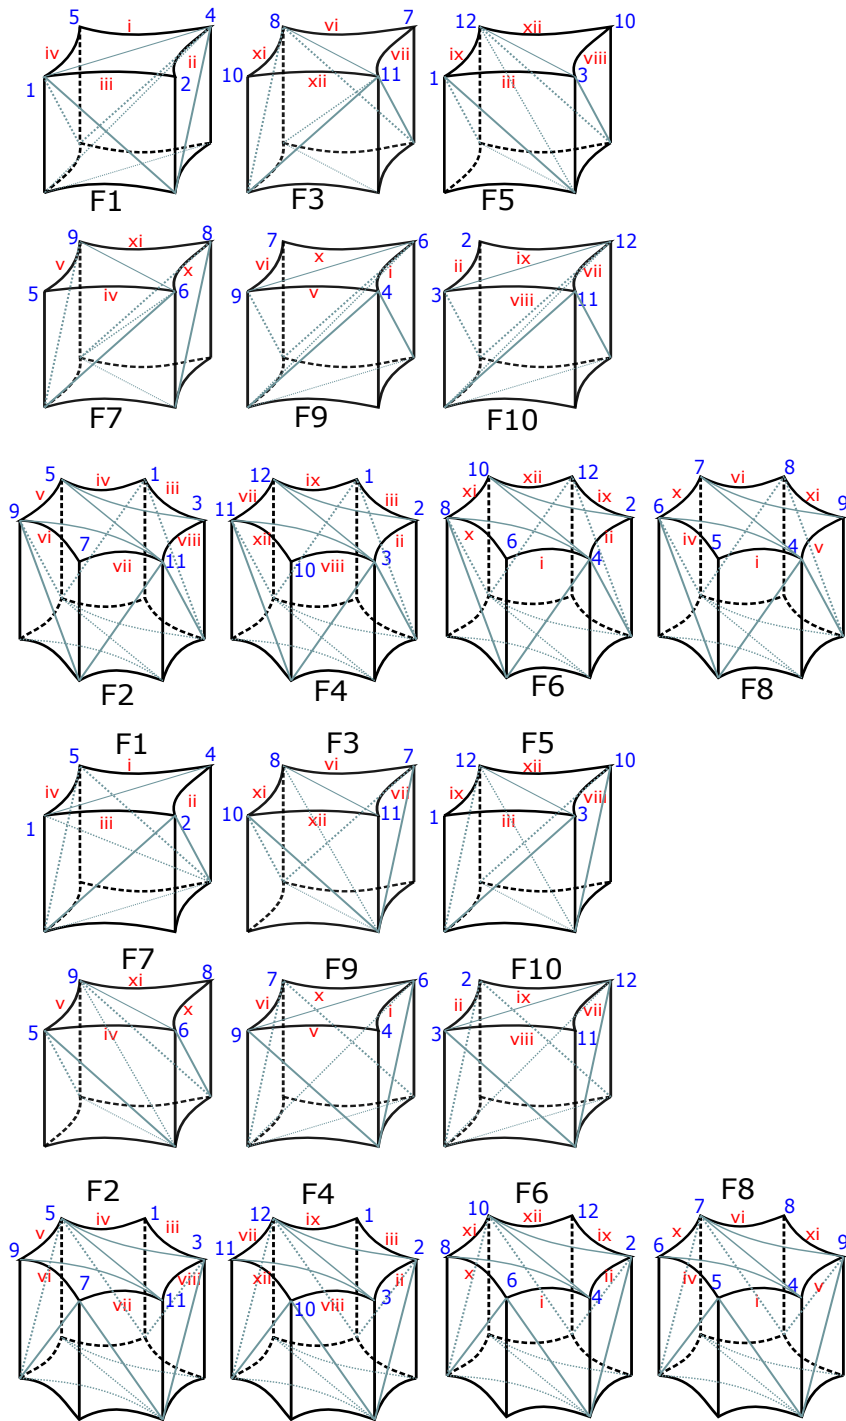 5 i 4 8 vi 7 12 xii 10
iv ii xi vii ix viii
1 iii 2 10 xii 11 1 iii 3
F1 F3 F5
9 xi 8 7 x 6 2 ix 12
v x vi i ii vii
5 iv 6 9 v 4 3 viii 11
F7 F9 F10
5 iv 1 12 ix 1 10 xii 12 7 vi 8
v iii vii iii xi ix x xi
9 3 11 2 8 2 6 9
vi viii xii ii x ii iv v
7 vii 11 10 viii 3 6 i 4 5 i 4
F2 F4 F6 F8
F1 F3 F5
5 i 4 8 vi 7 12 xii 10
iv ii xi vii ix viii
1 iii 2 10 xii 11 1 iii 3
F7 F9 F10
9 xi 8 7 x 6 2 ix 12
v x vi i ii vii
5 iv 6 9 v 4 3 viii 11
F2 F4 F6 F8
5 iv 1 12 ix 1 10 xii 12 7 vi 8
v iii vii iii xi ix x xi
9 3 11 2 8 2 6 9
vi viii xii ii x ii iv v
7 vii 11 10 viii 3 6 i 4 5 i 4